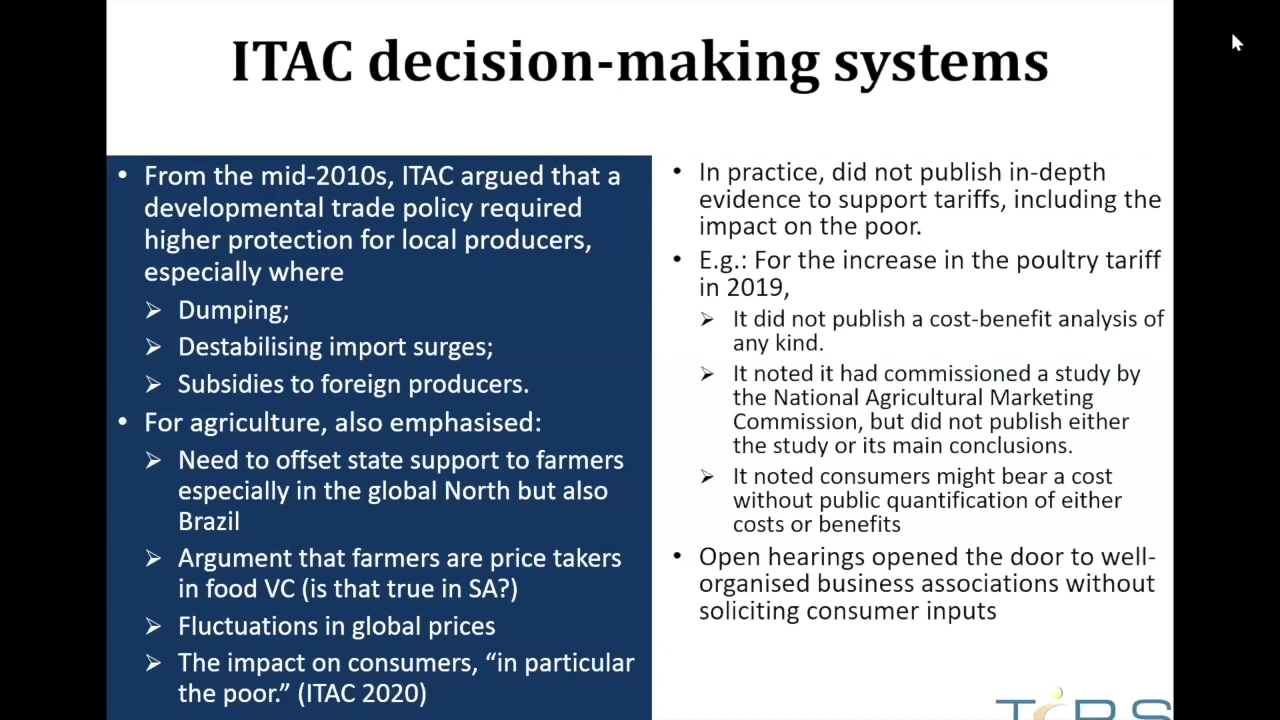 ITAC decision-making systems
• From the mid-2010s, ITAC argued that a
developmental trade policy required
higher protection for local producers,
especially where
➢ Dumping;
➢ Destabilising import surges;
➢ Subsidies to foreign producers.
• For agriculture, also emphasised:
➢ Need to offset state support to farmers
especially in the global North but also
Brazil
➢ Argument that farmers are price takers
in food VC (is that true in SA?)
➢ Fluctuations in global prices
➢ The impact on consumers, “in particular
the poor.” (ITAC 2020)
• In practice, did not publish in-depth
evidence to support tariffs, including the
impact on the poor.
• E.g.: For the increase in the poultry tariff
in 2019,
➢ It did not publish a cost-benefit analysis of
any kind.
➢ It noted it had commissioned a study by
the National Agricultural Marketing
Commission, but did not publish either
the study or its main conclusions.
➢ It noted consumers might bear a cost
without public quantification of either
costs or benefits
• Open hearings opened the door to well-
organised business associations without
soliciting consumer inputs
TIPS